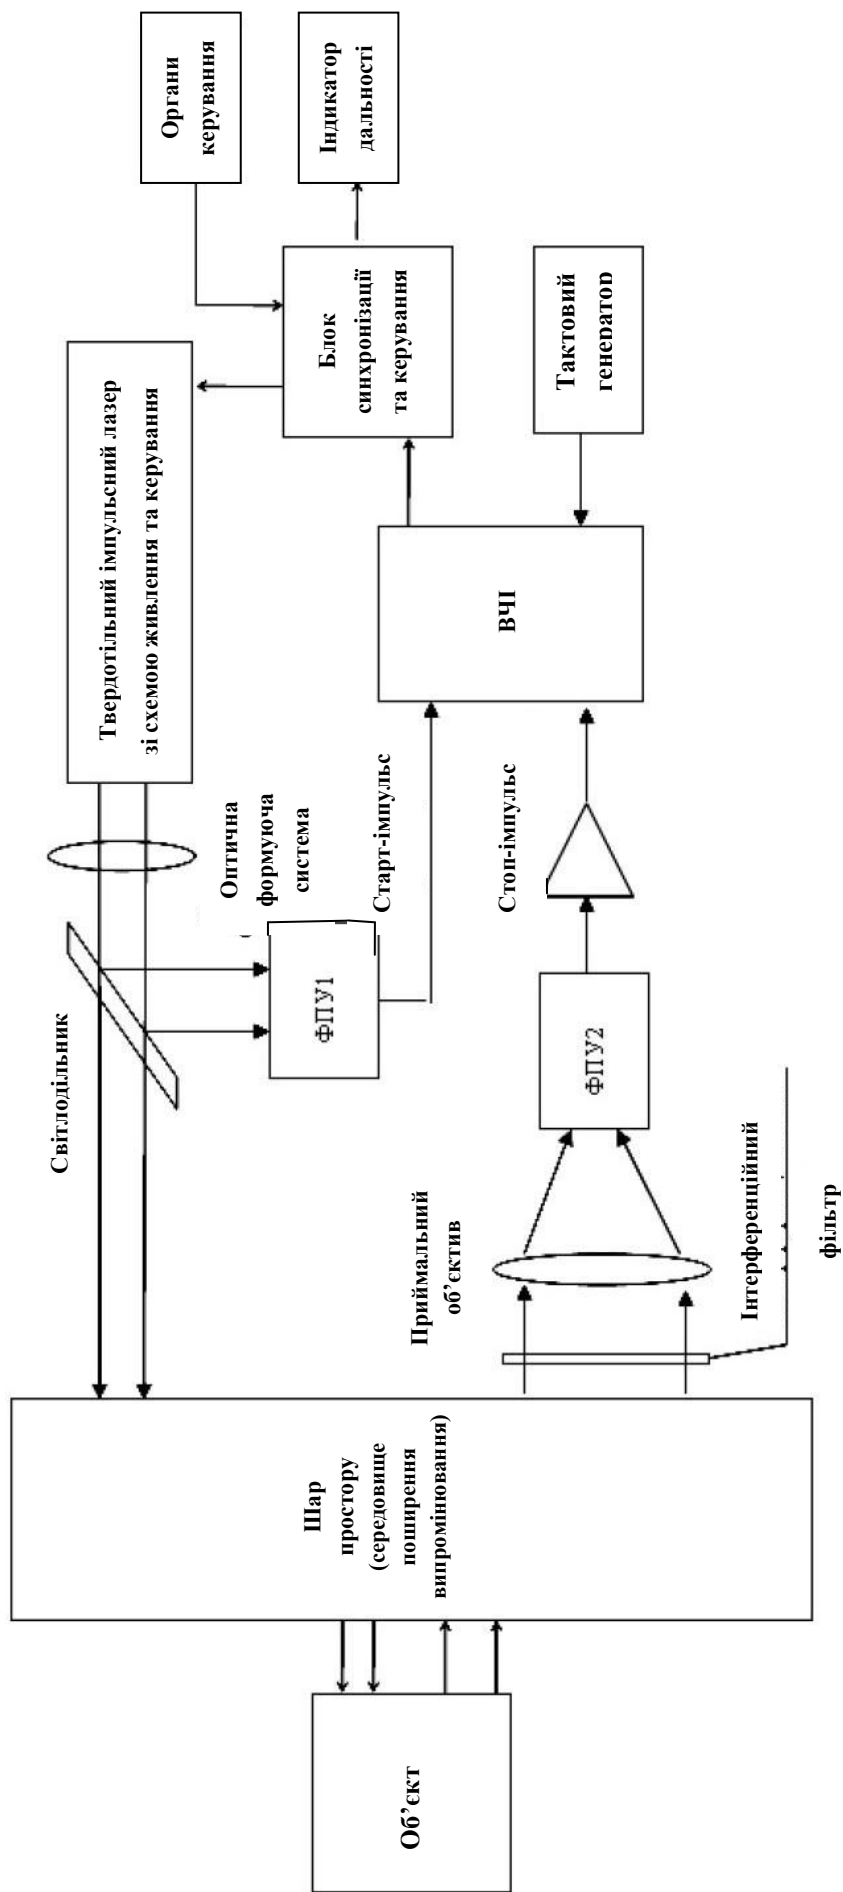 Органи
керування
Індикатор
дальності
Твердотільний імпульсний лазер
зі схемою живлення та керування
Блок
синхронізації
та керування
Тактовий
генератор
ВЧІ
Оптична
формуюча
система
Старт-імпульс
Стоп-імпульс
Світлодільник
ФПУ1
ФПУ2
Приймальний
об’єктив
Інтерференційний
фільтр
Шар
простору
(середовище
поширення
випромінювання)
Об’єкт